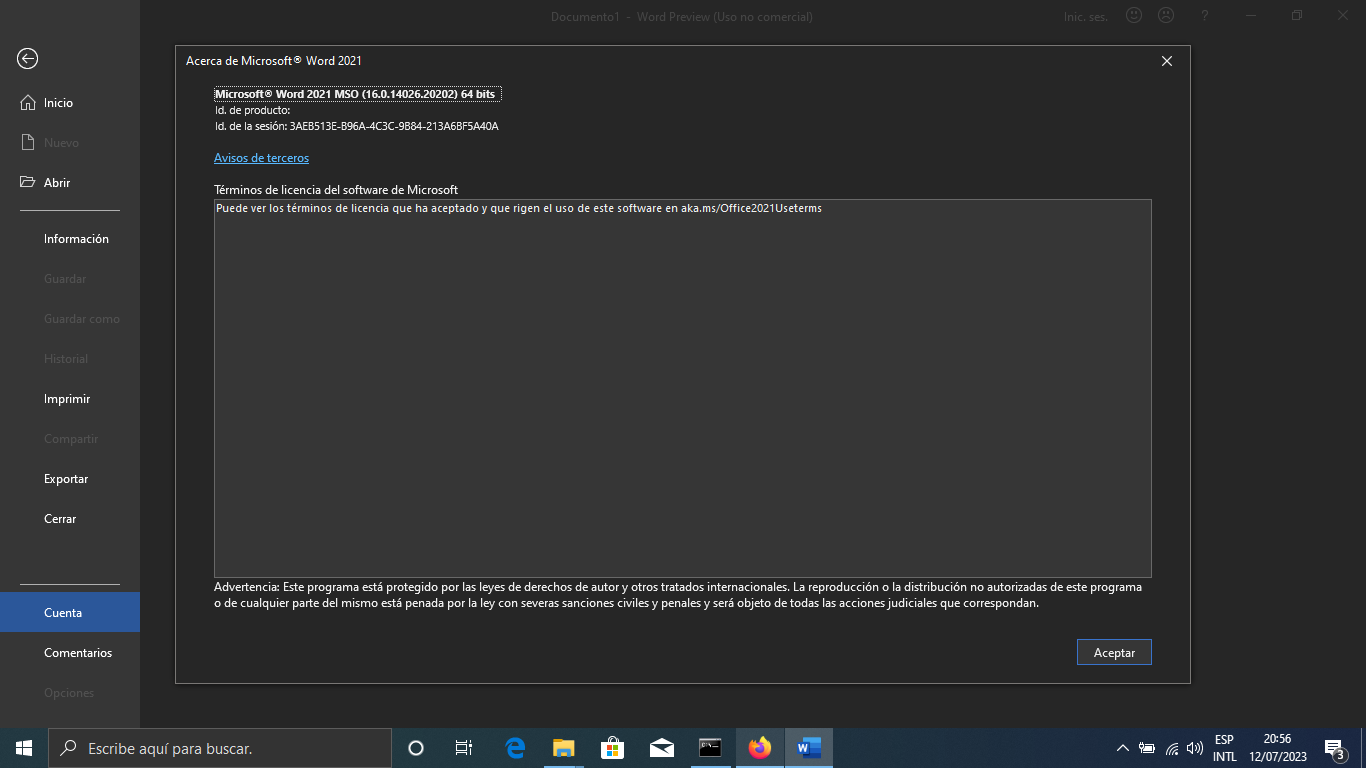 Documento1 - Word Preview (Uso no comercial)
Inic. ses.
?
Acerca de Microsoft® Word 2021
Microsoft® Word 2021 MSO (16.0.14026.20202) 64 bits
Id. de producto:
Id. de la sesión: 3AEB513E-B96A-4C3C-9B84-213A6BF5A40A
Avisos de terceros
Términos de licencia del software de Microsoft
Puede ver los términos de licencia que ha aceptado y que rigen el uso de este software en aka.ms/Office2021Useterms
Advertencia: Este programa está protegido por las leyes de derechos de autor y otros tratados internacionales. La reproducción o la distribución no autorizadas de este programa
o de cualquier parte del mismo está penada por la ley con severas sanciones civiles y penales y será objeto de todas las acciones judiciales que correspondan.
Aceptar
Inicio
Nuevo
Abrir
Información
Guardar
Guardar como
Historial
Imprimir
Compartir
Exportar
Cerrar
Cuenta
Comentarios
Opciones
Escribe aquí para buscar.
ESP
INTL
20:56
12/07/2023
3